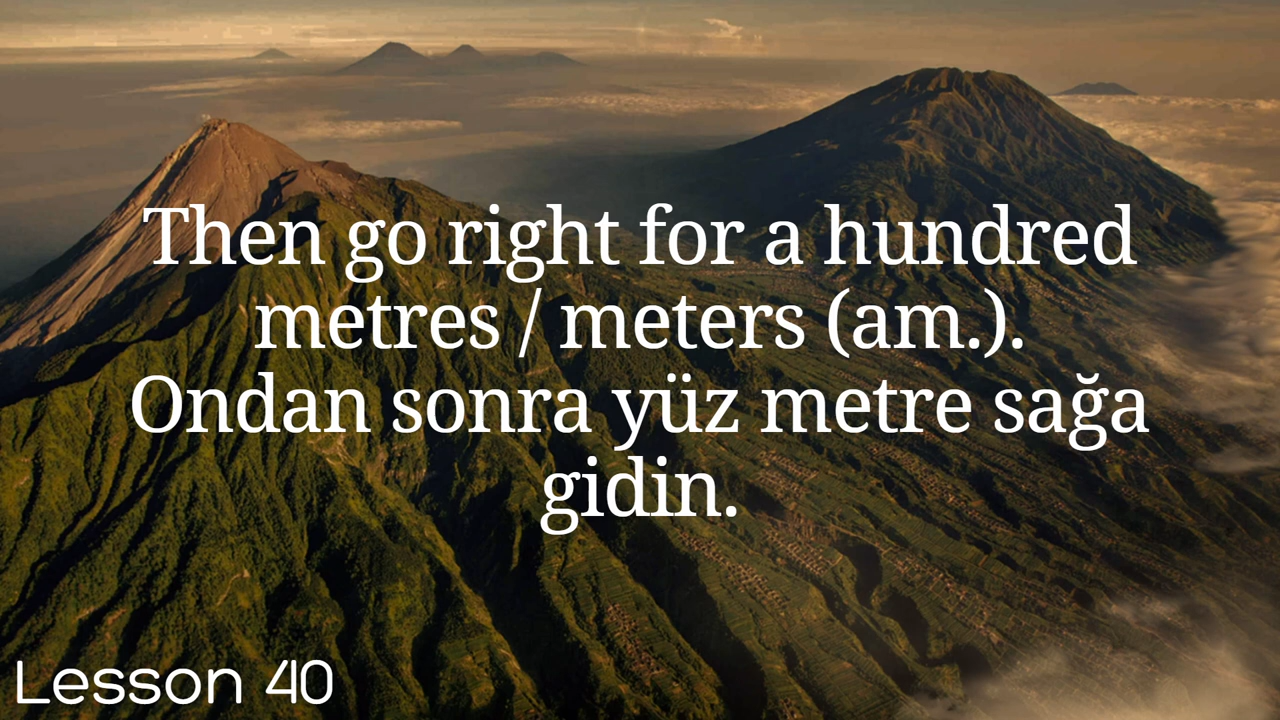 Then go right for a hundred
metres / meters (am.).
Ondan sonra yüz metre sağa
gidin.
Lesson 40